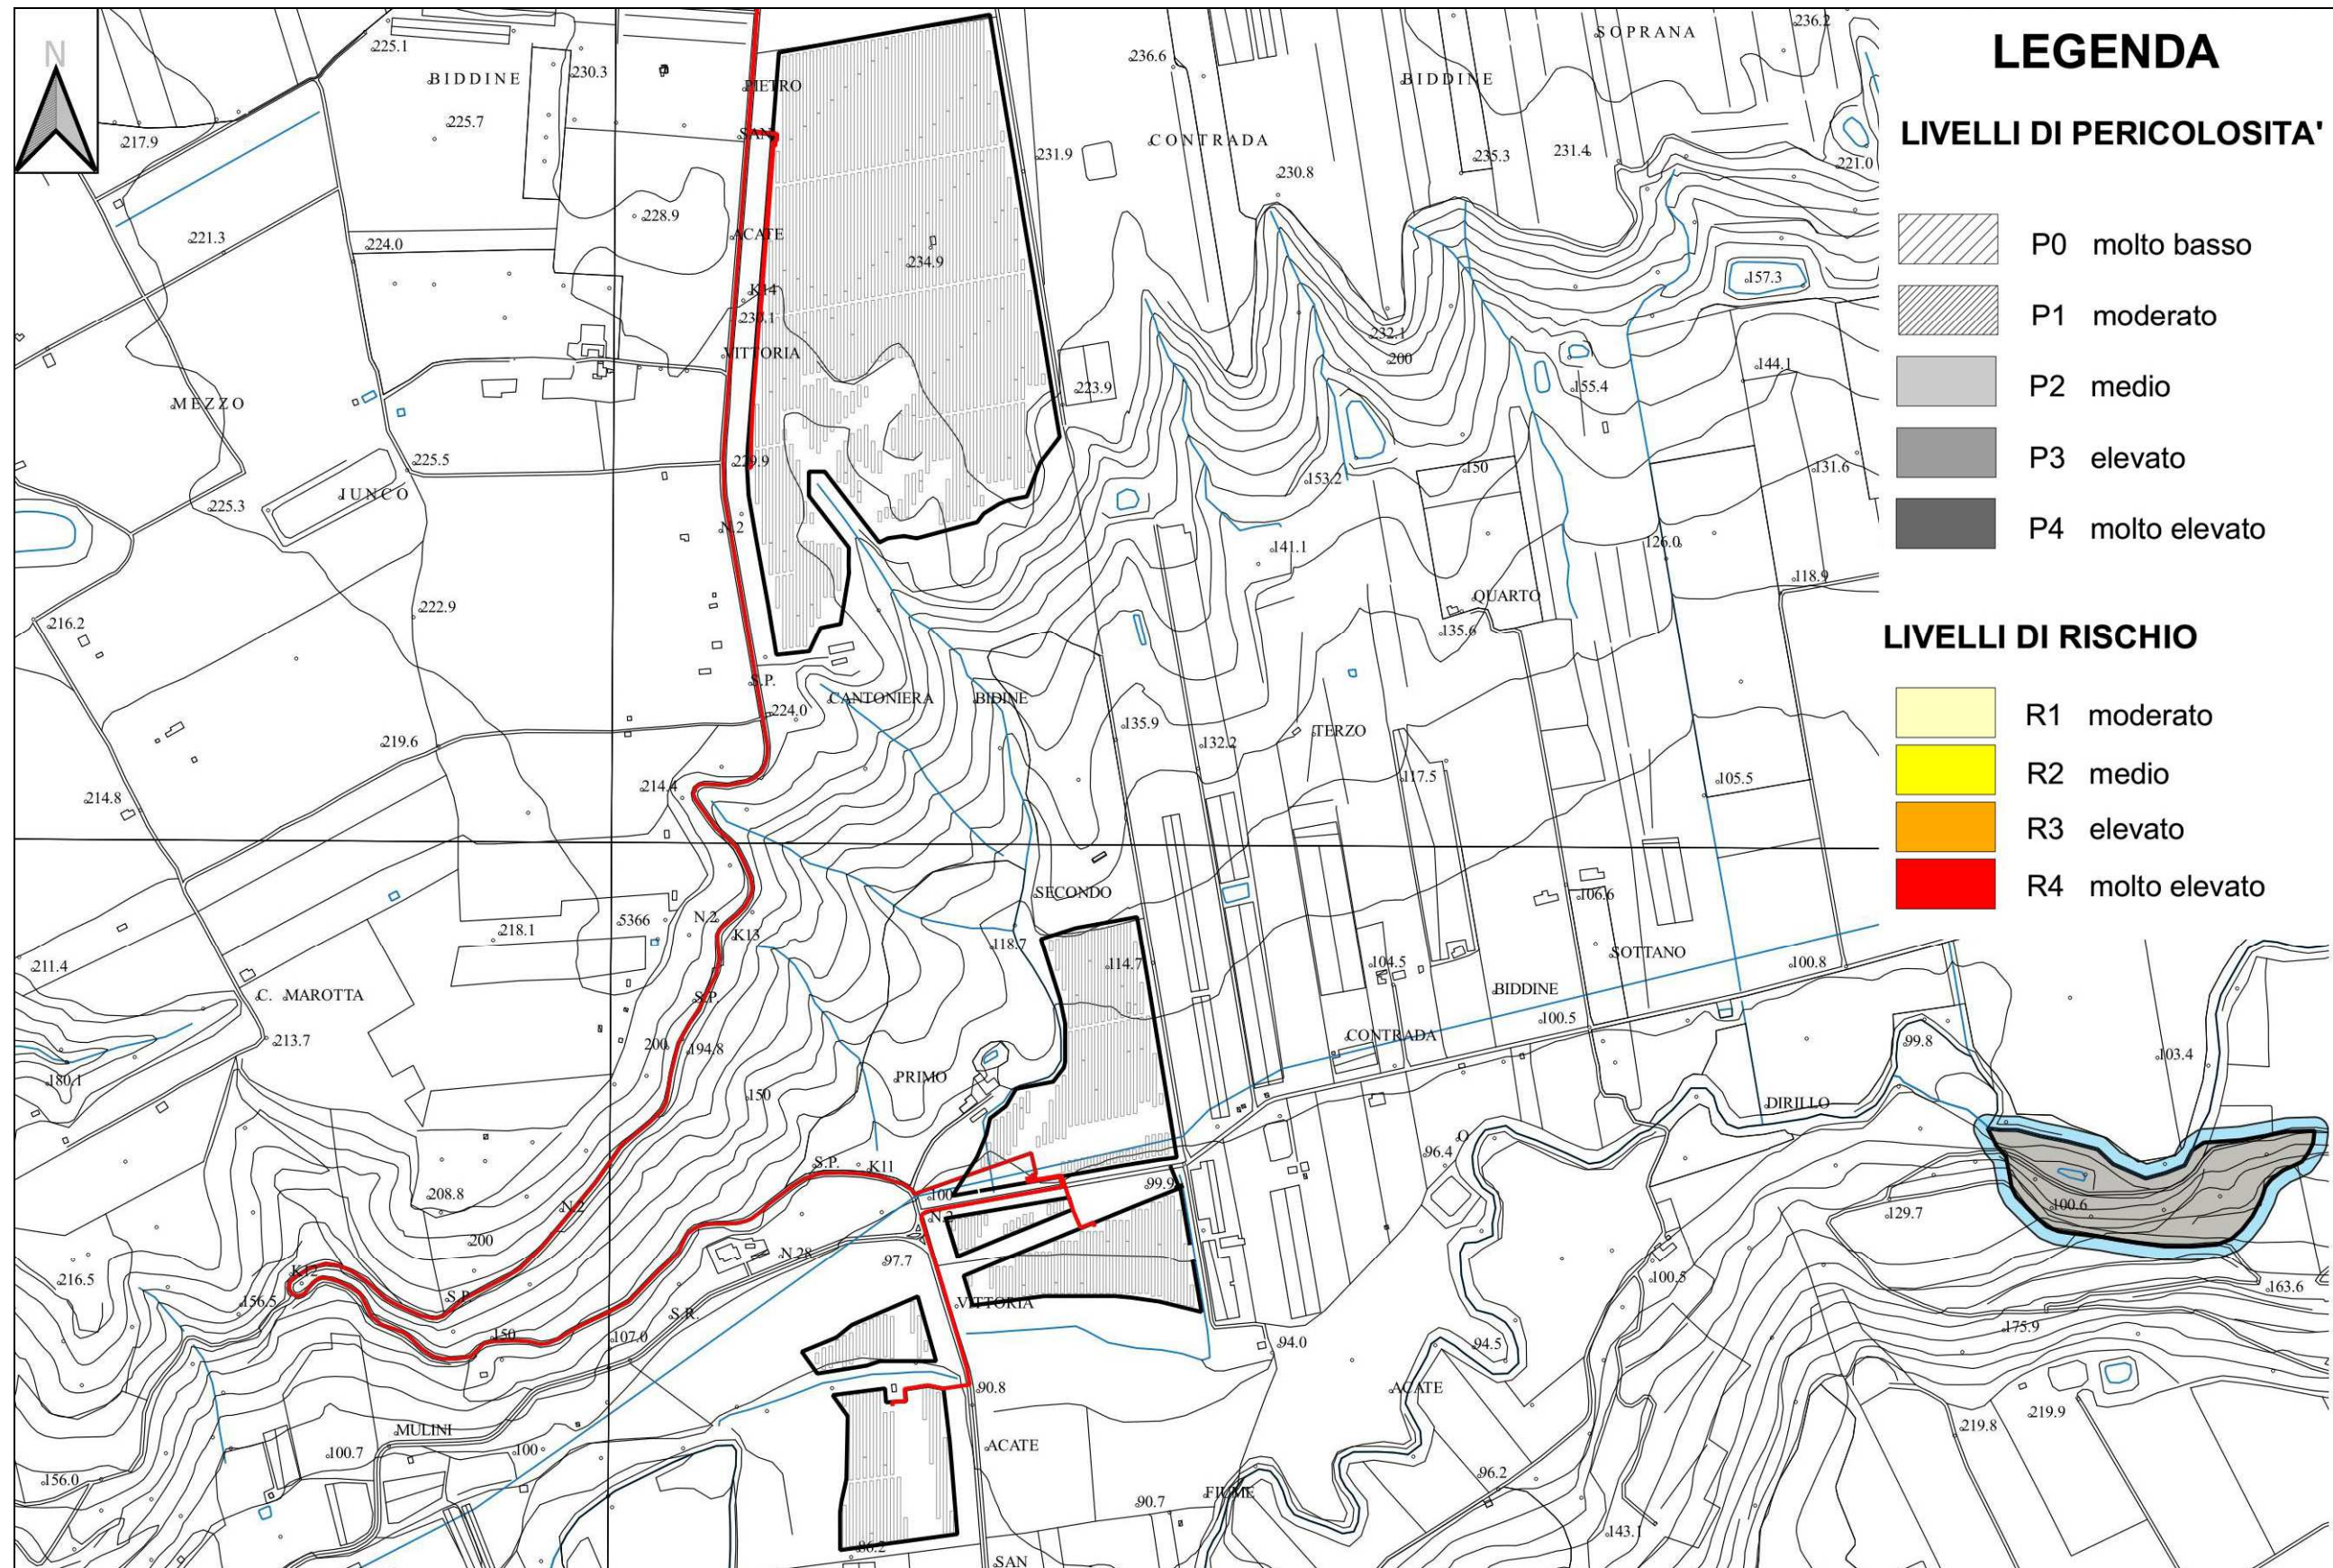 N
225.1
BIDDINE
230.3
225.7
217.9
PIETRO
SAN
236.6
CONTRADA
231.9
230.8
BIDDINE
SOPRANA
236.2
235.3
231.4
221.0
228.9
221.3
224.0
ACATE
234.9
K14
230.1
VITTORIA
157.3
232.1
200
144.1
155.4
223.9
MEZZO
225.5
229.9
JUNCO
225.3
150
153.2
131.6
N.2
141.1
126.0
118.9
222.9
216.2
QUARTO
135.6
S.P.
CANTONIERA
BIDINE
224.0
135.9
132.2
TERZO
219.6
214.4
214.8
117.5
105.5
SECONDO
106.6
5366
N.2
K13
218.1
118.7
114.7
104.5
SOTTANO
100.8
211.4
C. MAROTTA
S.P.
BIDDINE
100.5
CONTRADA
213.7
200
194.8
99.8
103.4
180.1
PRIMO
150
DIRILLO
96.4
S.P.
K11
208.8
N.2
100
99.9
N.2
100.6
129.7
200
N.28
97.7
K12
216.5
156.5
S.P.
VITTORIA
100.5
163.6
S.R.
150
107.0
94.0
94.5
175.9
90.8
ACATE
MULINI
ACATE
219.8
219.9
100.7
100
156.0
96.2
90.7
FIUME
143.1
86.2
SAN
LEGENDA
LIVELLI DI PERICOLOSITA'
P0 molto basso
P1 moderato
P2 medio
P3 elevato
P4 molto elevato
LIVELLI DI RISCHIO
R1 moderato
R2 medio
R3 elevato
R4 molto elevato